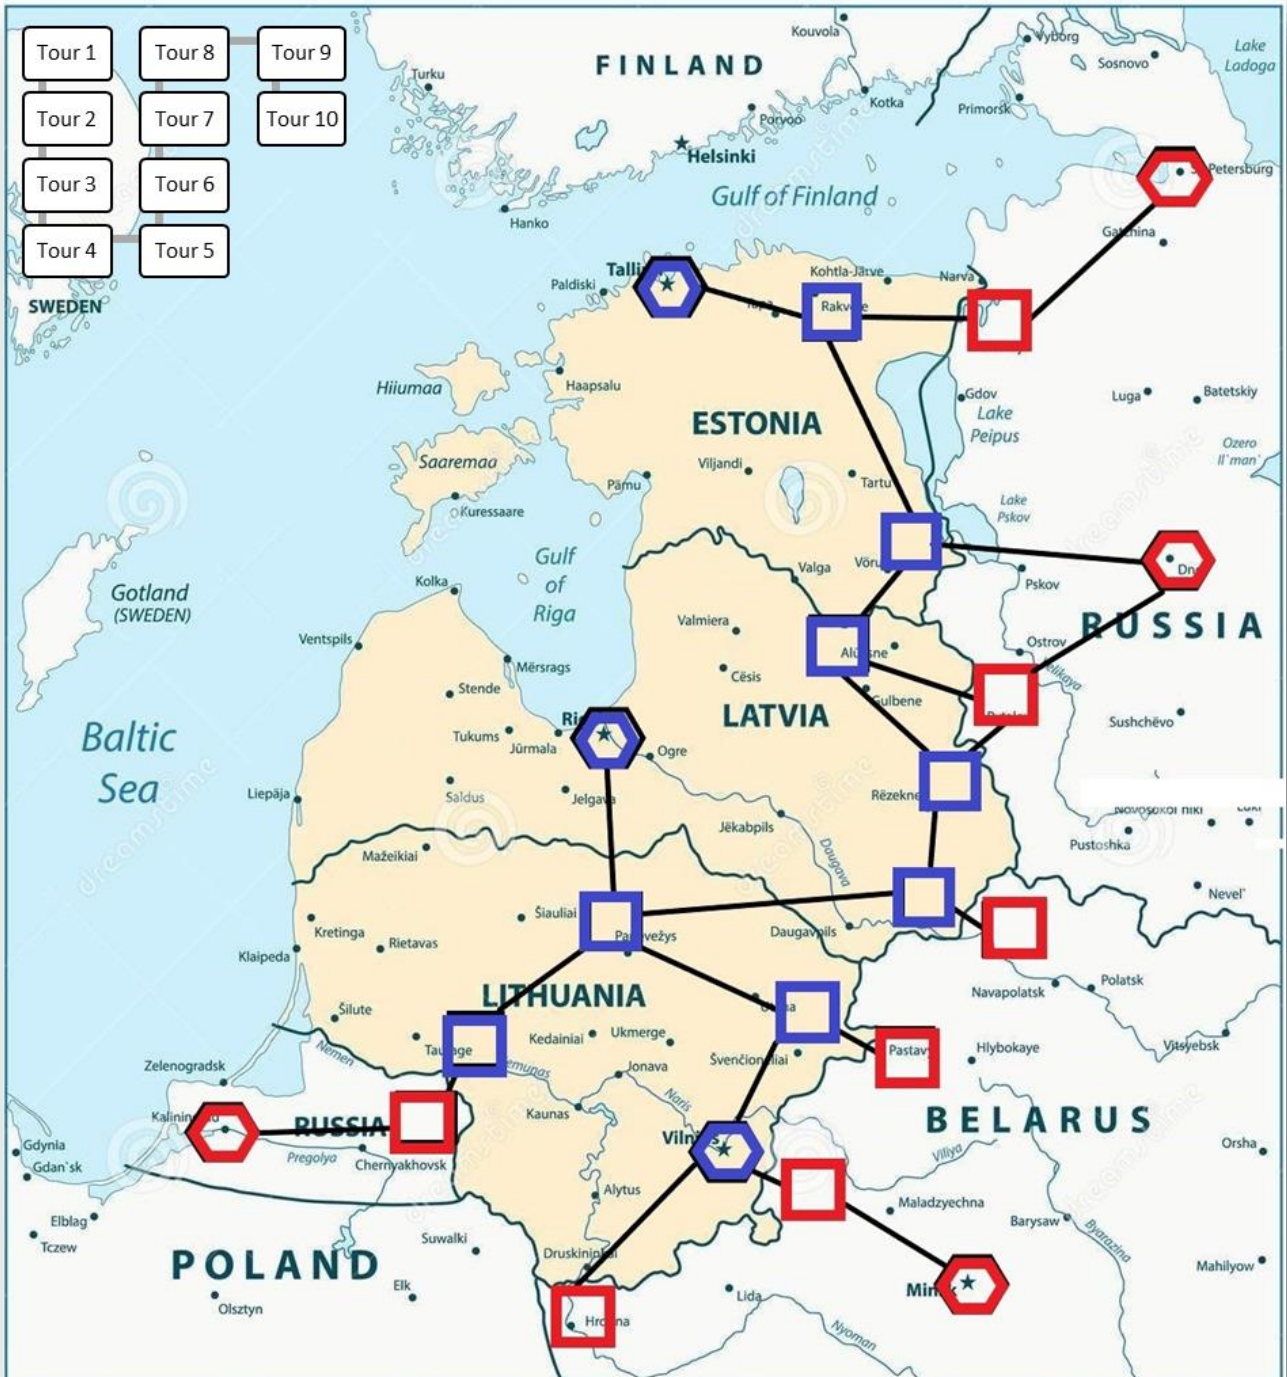 Tour 1
Tour 8
Tour 9
Tour 2
Tour 7
Tour 10
Tour 3
Tour 6
Tour 4
Tour 5
SWEDEN
FINLAND
Kouvola
Vyborg
Sosnovo
Lake
Ladoga
Turku
Kotka
Primorsk
Porvoo
Helsinki
Gulf of Finland
Petersburg
Hanko
Gatchina
Paldiski
Kohtla-Järve
Narva
Haapsalu
Hiiumaa
Gdov
Lake
Peipus
Luga
Batetskiy
ESTONIA
Ozero
Il`man`
Saaremaa
Viljandi
Tartu
Pämu
Kuressaare
Lake
Pskov
Gulf
of
Riga
Valga
Võru
Pskov
Kolka
Gotland
(SWEDEN)
RUSSIA
Valmiera
Ventspils
Ostrov
Velikaya
Mērsrags
Cēsis
Stende
Gulbene
LATVIA
Sushchëvo
Tukums
Jūrmala
Ogre
Baltic
Sea
Liepāja
Saldus
Jelgava
Rēzekne
Jēkabpils
Daugava
Pustoshka
Mažeikiai
Nevel`
Kretinga
Šiauliai
Daugavpils
Rietavas
Klaipeda
LITHUANIA
Navapolatsk
Polatsk
Šilute
Kedainiai
Ukmerge
Nemen
Švenčionėliai
Pastavy
Hlybokaye
Vitsyebsk
Zelenogradsk
Jonava
Naris
Kaunas
BELARUS
RUSSIA
Vilnius
Gdynia
Gdan`sk
Pregolya
Chernyakhovsk
Viliya
Orsha
Alytus
Maladzyechna
Barysaw
Byarazina
Elblag
Tczew
Suwalki
POLAND
Mahilyow
Elk
Olsztyn
Lida
Nyoman
dreamstime